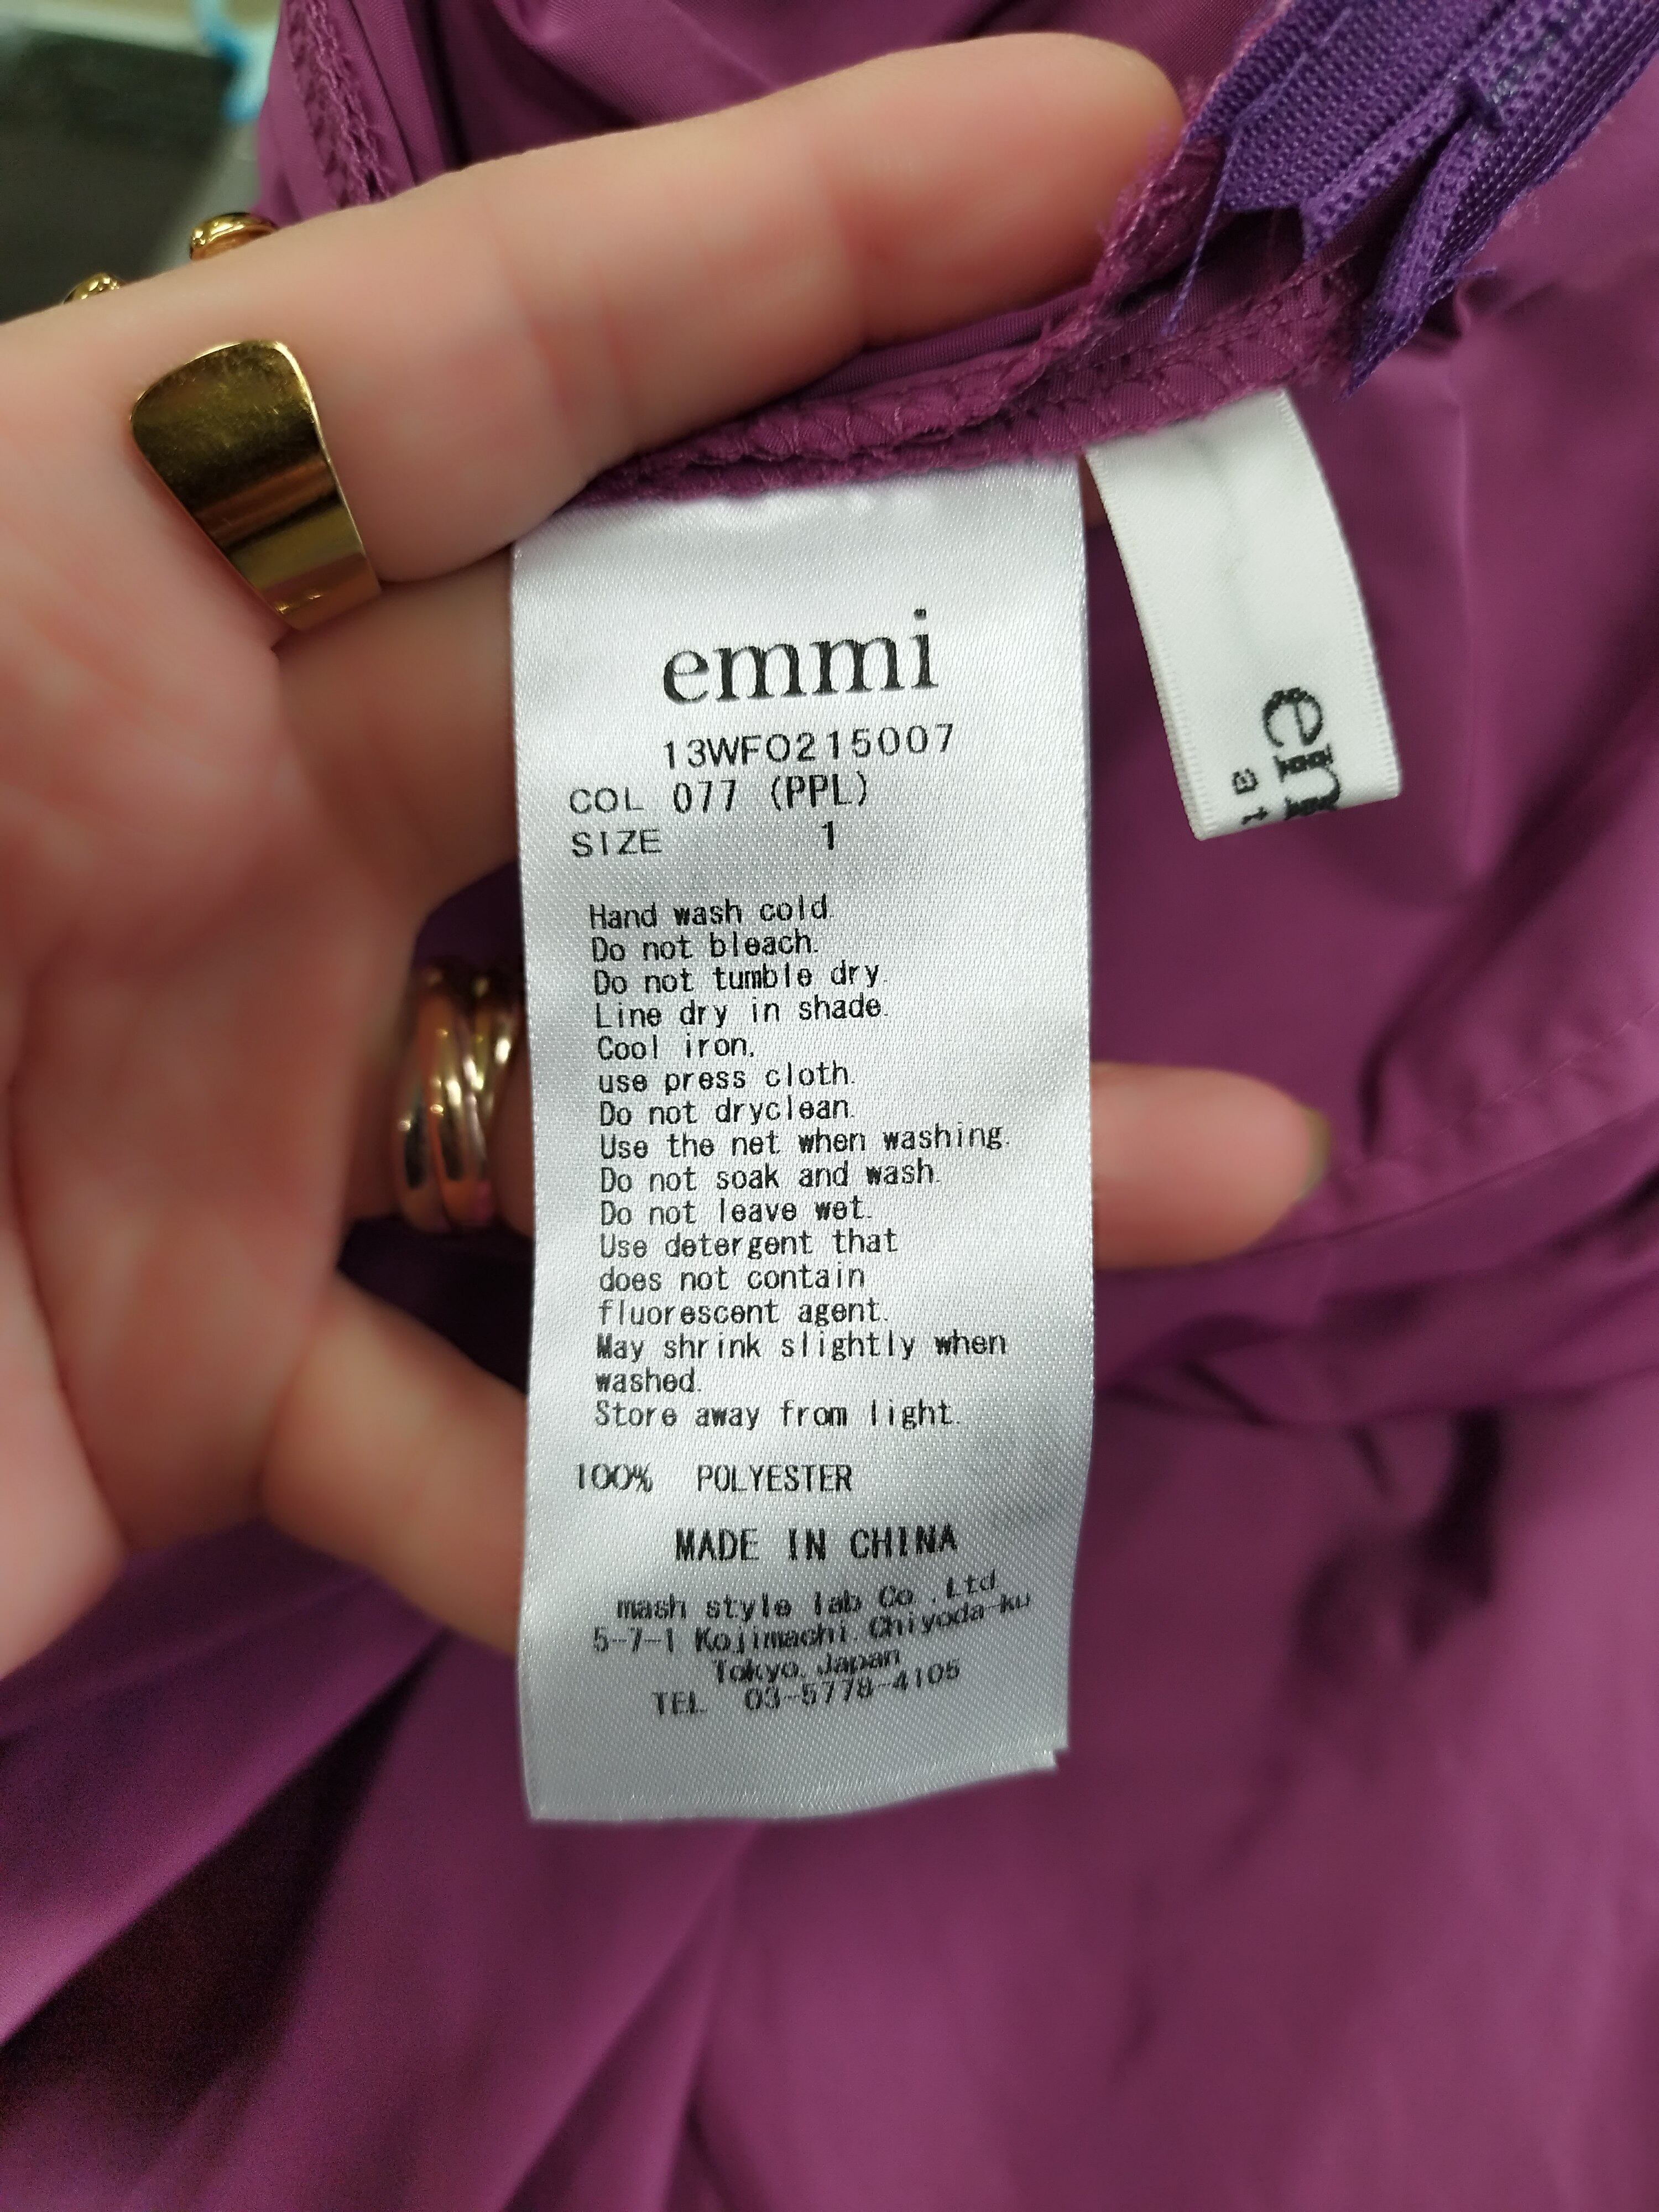 emmi
13WFO215007
COL 077 (PPL)
SIZE 1
Hand wash cold.
Do not bleach.
Do not tumble dry.
Line dry in shade.
Cool iron,
use press cloth.
Do not dryclean.
Use the net when washing.
Do not soak and wash.
Do not leave wet.
Use detergent that
does not contain
fluorescent agent.
May shrink slightly when
washed.
Store away from light.
100% POLYESTER
MADE IN CHINA
mash style lab Co.,Ltd
5-7-1 Kojimachi. Chiyoda-ku
Tokyo. Japan
TEL 03-5778-4105
em
at